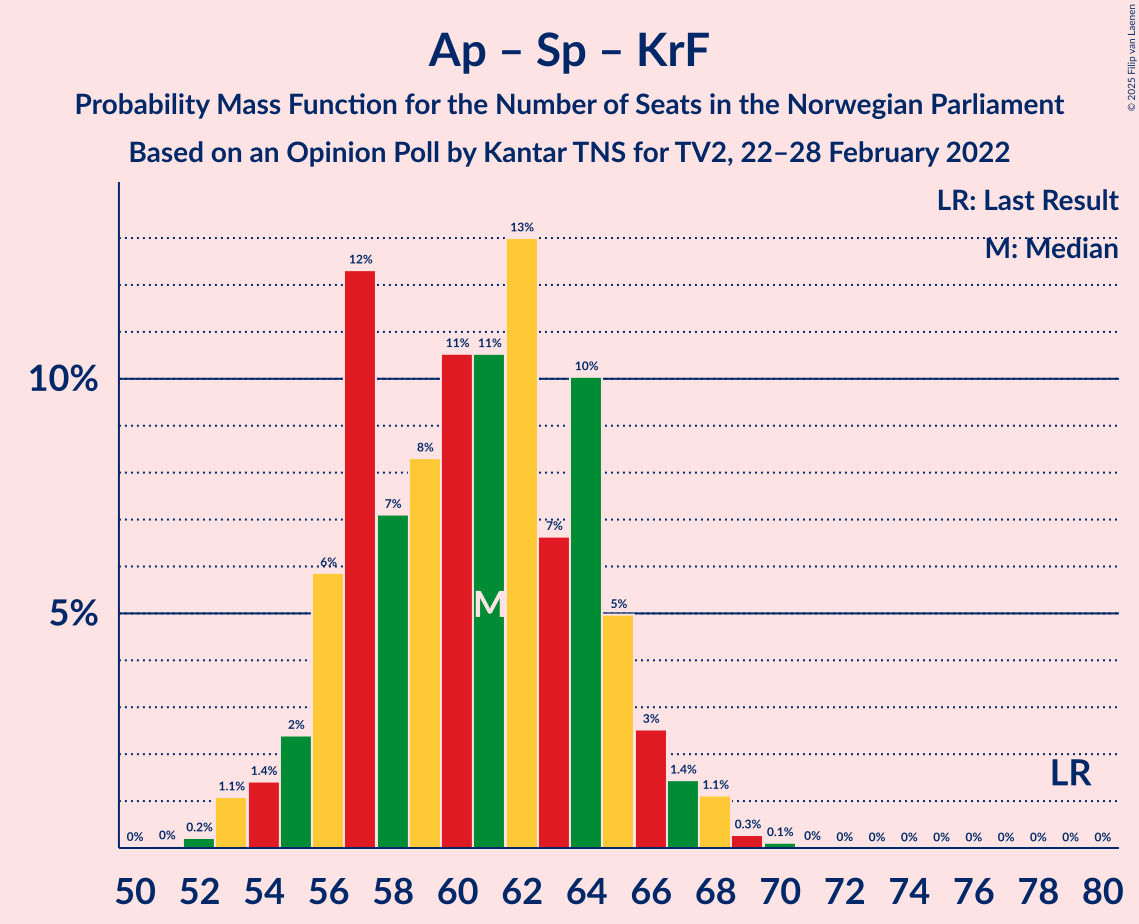 Ap – Sp – KrF
Probability Mass Function for the Number of Seats in the Norwegian Parliament
Based on an Opinion Poll by Kantar TNS for TV2, 22–28 February 2022
© 2025 Filip van Laenen
LR: Last Result
M: Median
10%
5%
0% 0% 0.2% 1.1% 1.4% 2% 6% 12% 7% 8% 11% 11% 13% 7% 10% 5% 3% 1.4% 1.1% 0.3% 0.1% 0% 0% 0% 0% 0% 0% 0% 0% 0% 0%
M
LR
50 52 54 56 58 60 62 64 66 68 70 72 74 76 78 80